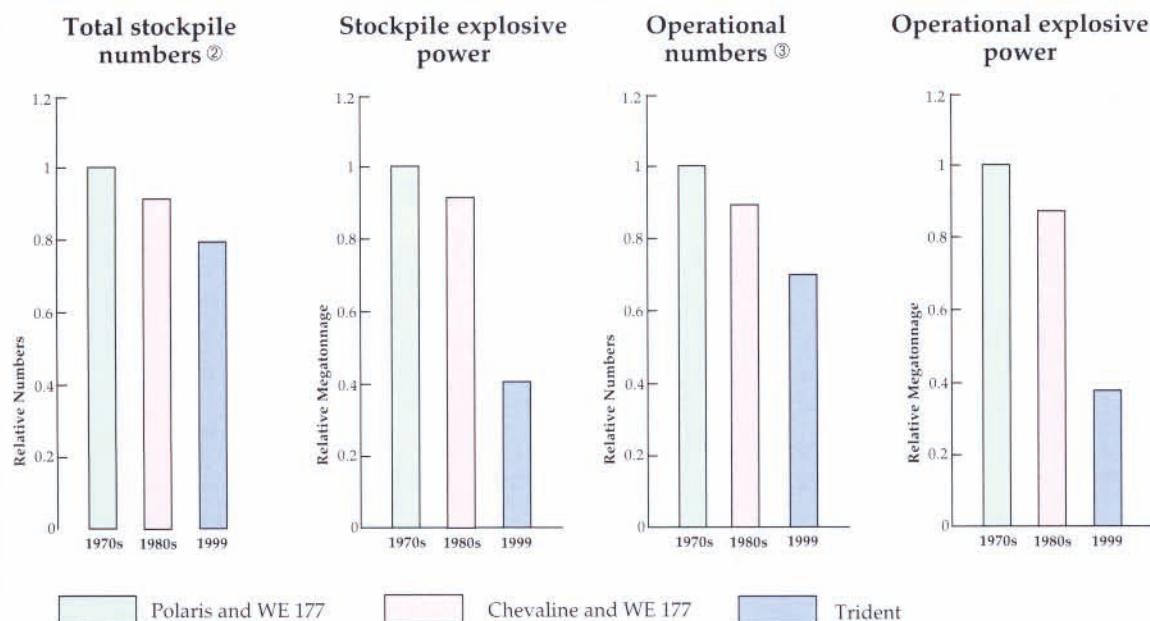 Total stockpile
numbers ②
1.2
1
0.8
0.6
0.4
0.2
0
Relative Numbers
1970s 1980s 1999
Stockpile explosive
power
1.2
1
0.8
0.6
0.4
0.2
0
Relative Megatonnage
1970s 1980s 1999
Operational
numbers ③
1.2
1
0.8
0.6
0.4
0.2
0
Relative Numbers
1970s 1980s 1999
Operational explosive
power
1.2
1
0.8
0.6
0.4
0.2
0
Relative Megatonnage
1970s 1980s 1999
Polaris and WE 177
Chevaline and WE 177
Trident